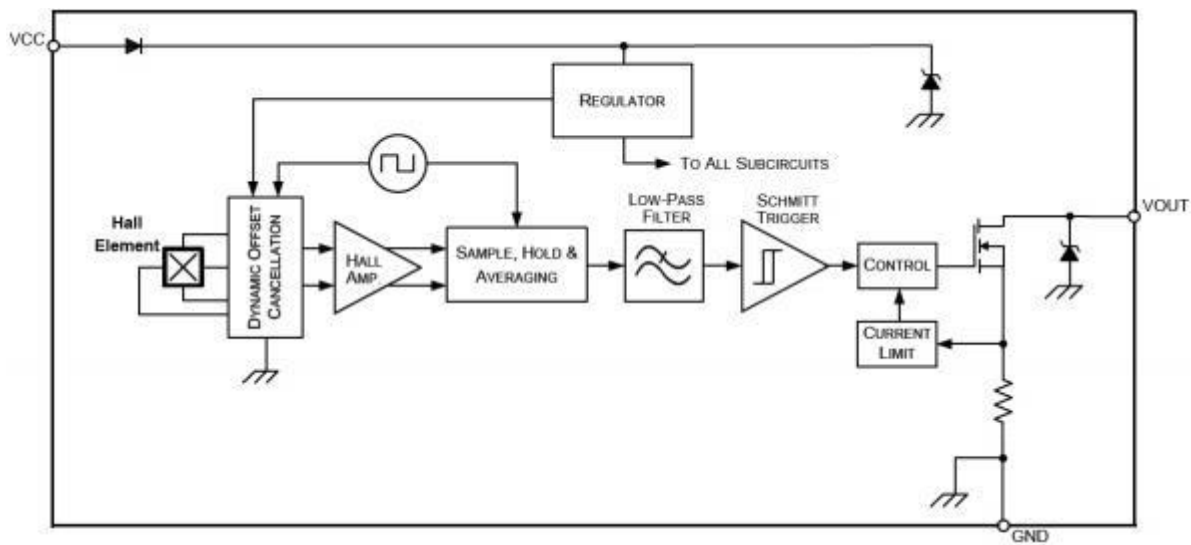 VCC
REGULATOR
TO ALL SUBCIRCUITS
LOW-PASS
FILTER
SCHMITT
TRIGGER
VOUT
Hall
Element
DYNAMIC OFFSET
CANCELLATION
HALL
AMP.
SAMPLE, HOLD &
AVERAGING
CONTROL
CURRENT
LIMIT
GND